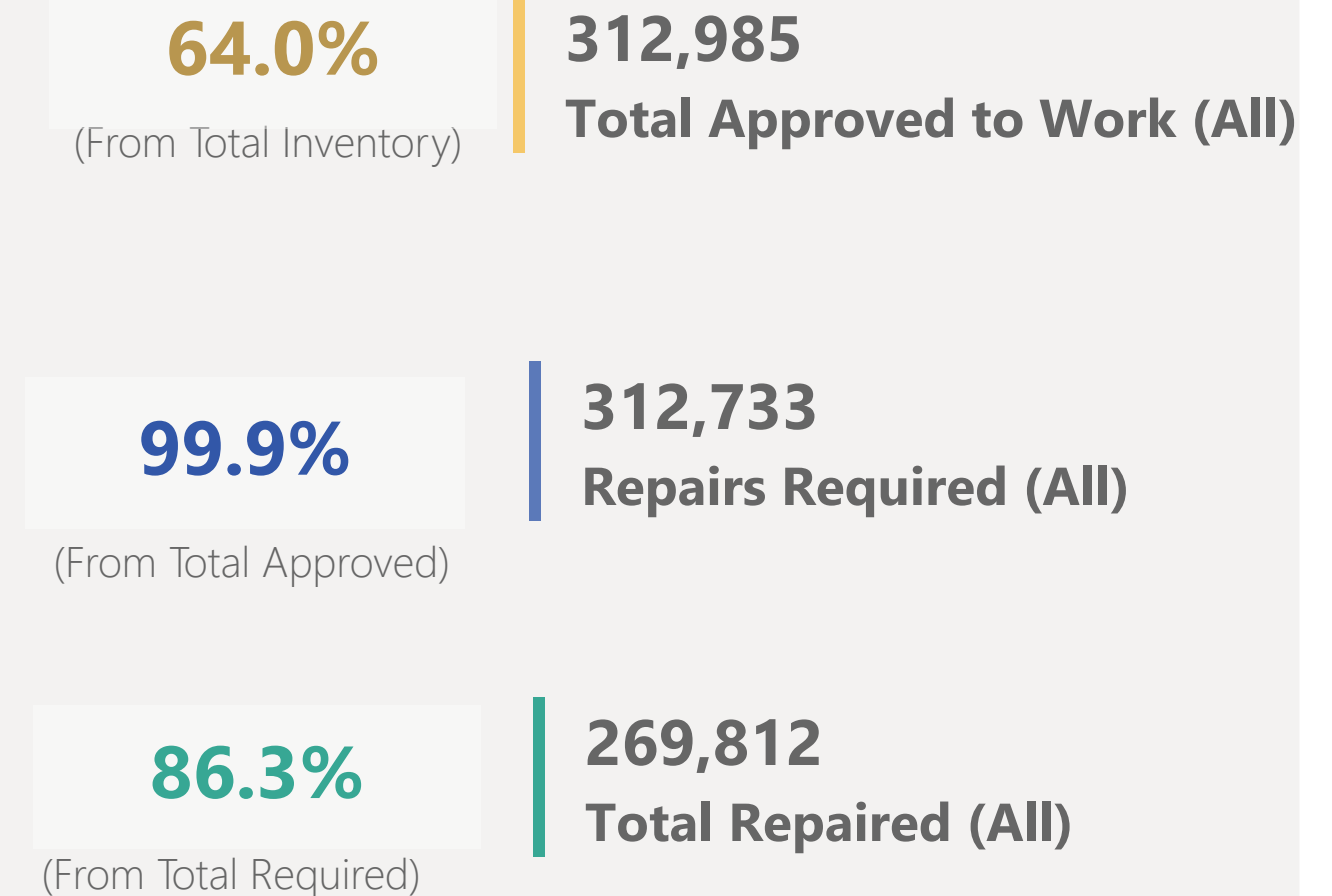 64.0%
(From Total Inventory)
312,985
Total Approved to Work (All)
99.9%
(From Total Approved)
312,733
Repairs Required (All)
86.3%
(From Total Required)
269,812
Total Repaired (All)